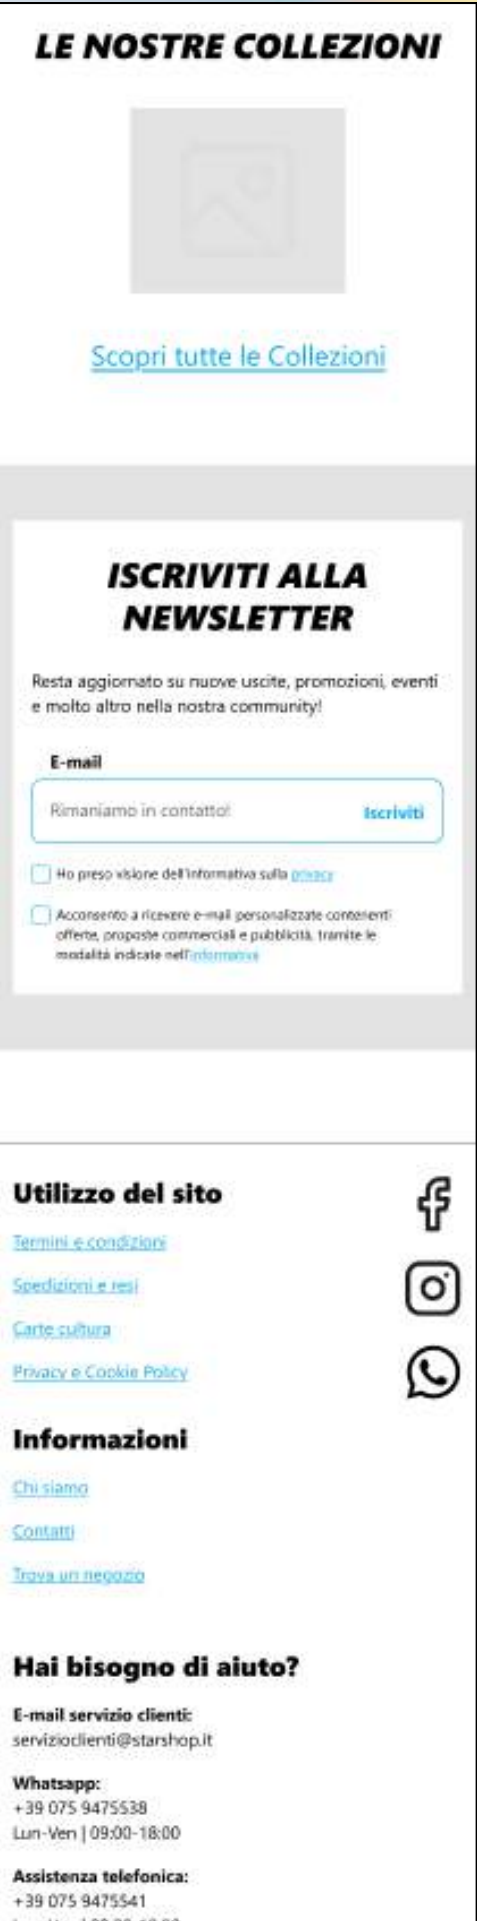 LE NOSTRE COLLEZIONI
Scopri tutte le Collezioni
ISCRIVITI ALLA
NEWSLETTER
Resta aggiornato su nuove uscite, promozioni, eventi
e molto altro nella nostra community!
E-mail
Rimaniamo in contatto!
Iscriviti
Ho preso visione dell'informativa sulla privacy
Acconsento a ricevere e-mail personalizzate contenenti
offerte, proposte commerciali e pubblicità, tramite le
modalità indicate nell'informativa
Utilizzo del sito
Termini e condizioni
Spedizioni e resi
Carte cultura
Privacy e Cookie Policy
Informazioni
Chi siamo
Contatti
Trova un negozio
Hai bisogno di aiuto?
E-mail servizio clienti:
servizioclienti@starshop.it
Whatsapp:
+39 075 9475538
Lun-Ven | 09:00-18:00
Assistenza telefonica:
+39 075 9475541